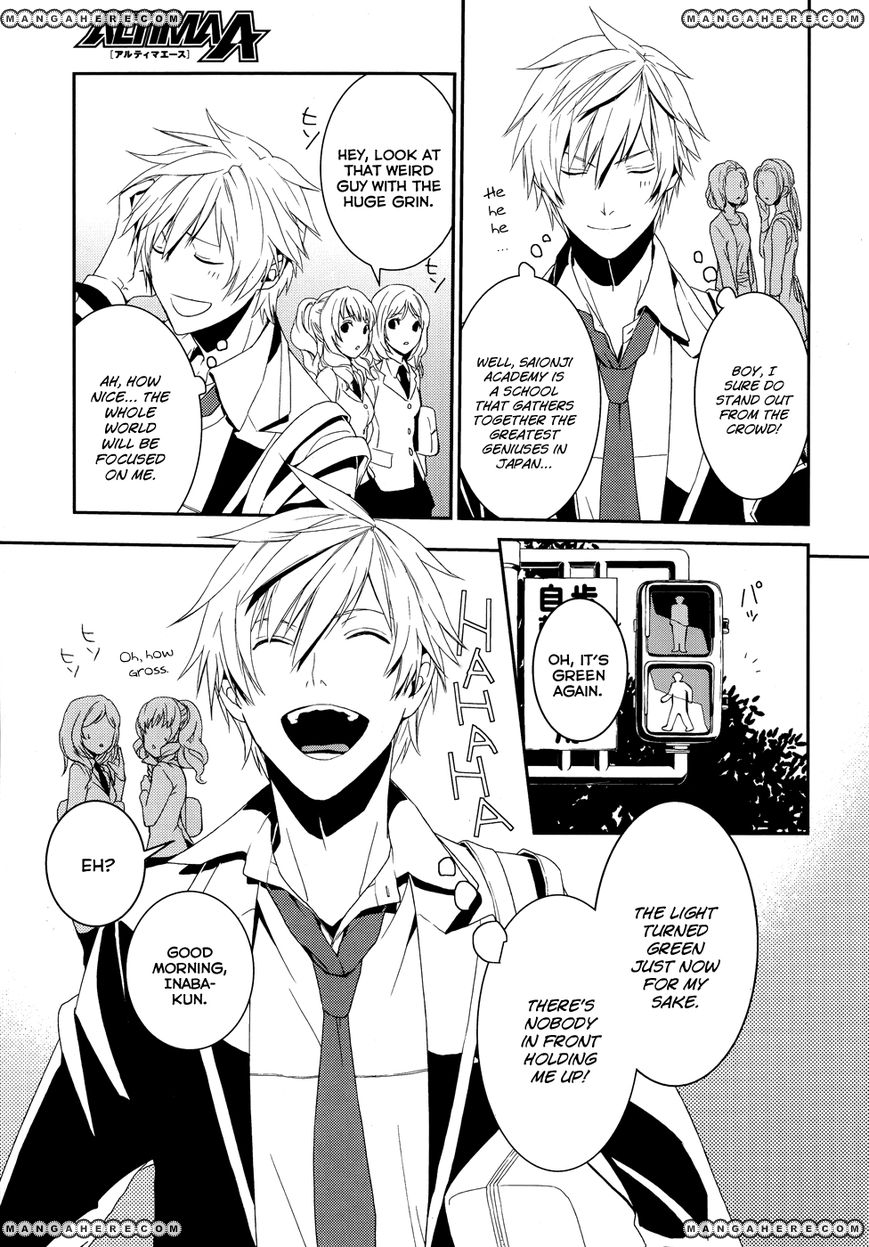 MANGAHERE.COM
MANGAHERE.COM
ALTIMA A
[アルティマエース]
He
he
he
...
BOY, I
SURE DO
STAND OUT
FROM THE
CROWD!
WELL, SAIONJI
ACADEMY IS
A SCHOOL
THAT GATHERS
TOGETHER THE
GREATEST
GENIUSES IN
JAPAN...
ヒソ
HEY, LOOK AT
THAT WEIRD
GUY WITH THE
HUGE GRIN.
ヒソ
AH, HOW
NICE... THE
WHOLE
WORLD
WILL BE
FOCUSED
ON ME.
パッ
自歩
OH, IT'S
GREEN
AGAIN.
HAHAHA
ヒソ
ヒソ
Oh, how
gross.
THE LIGHT
TURNED
GREEN
JUST NOW
FOR MY
SAKE.
THERE'S
NOBODY
IN FRONT
HOLDING
ME UP!
EH?
GOOD
MORNING,
INABA-
KUN.
MANGAHERE.COM
MANGAHERE.COM